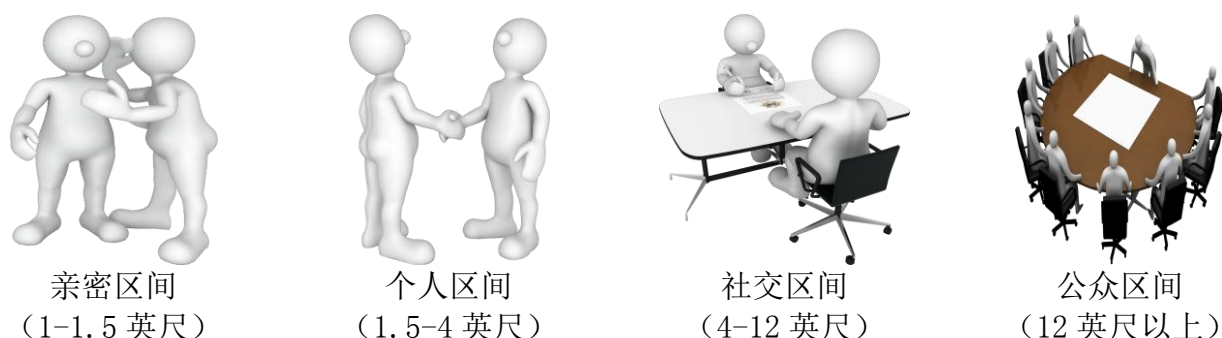 亲密区间
（1-1.5 英尺）
个人区间
（1.5-4 英尺）
社交区间
（4-12 英尺）
公众区间
（12 英尺以上）